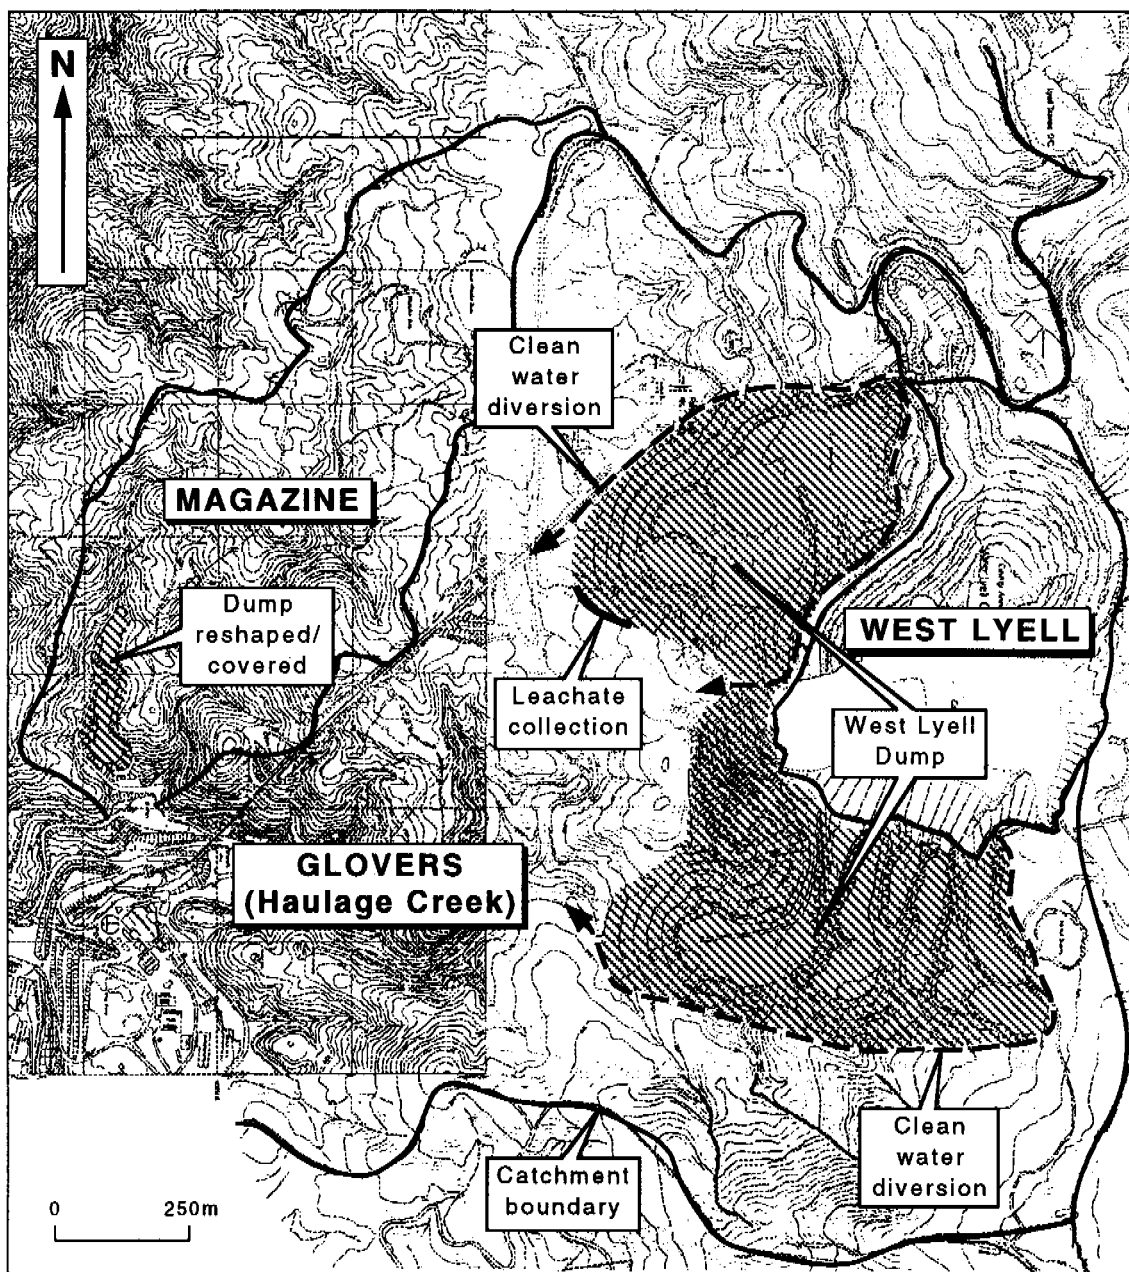 N
Clean
water
diversion
MAGAZINE
Dump
reshaped/
covered
WEST LYELL
Leachate
collection
West Lyell
Dump
GLOVERS
(Haulage Creek)
Clean
water
diversion
Catchment
boundary
0 250m